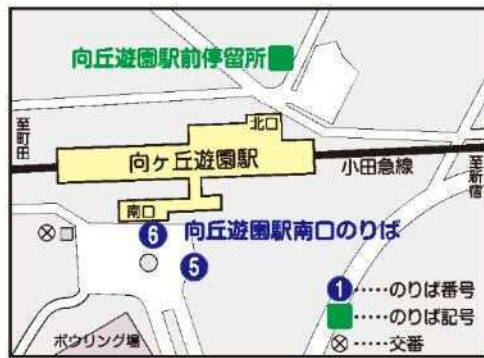 向丘遊園駅前停留所
北口
至町田
向ヶ丘遊園駅
小田急線
至新宿
南口
⑥ 向丘遊園駅南口のりば
⑤
①・・・・・のりば番号
・・・・・のりば記号
・・・・・交番
ボウリング場